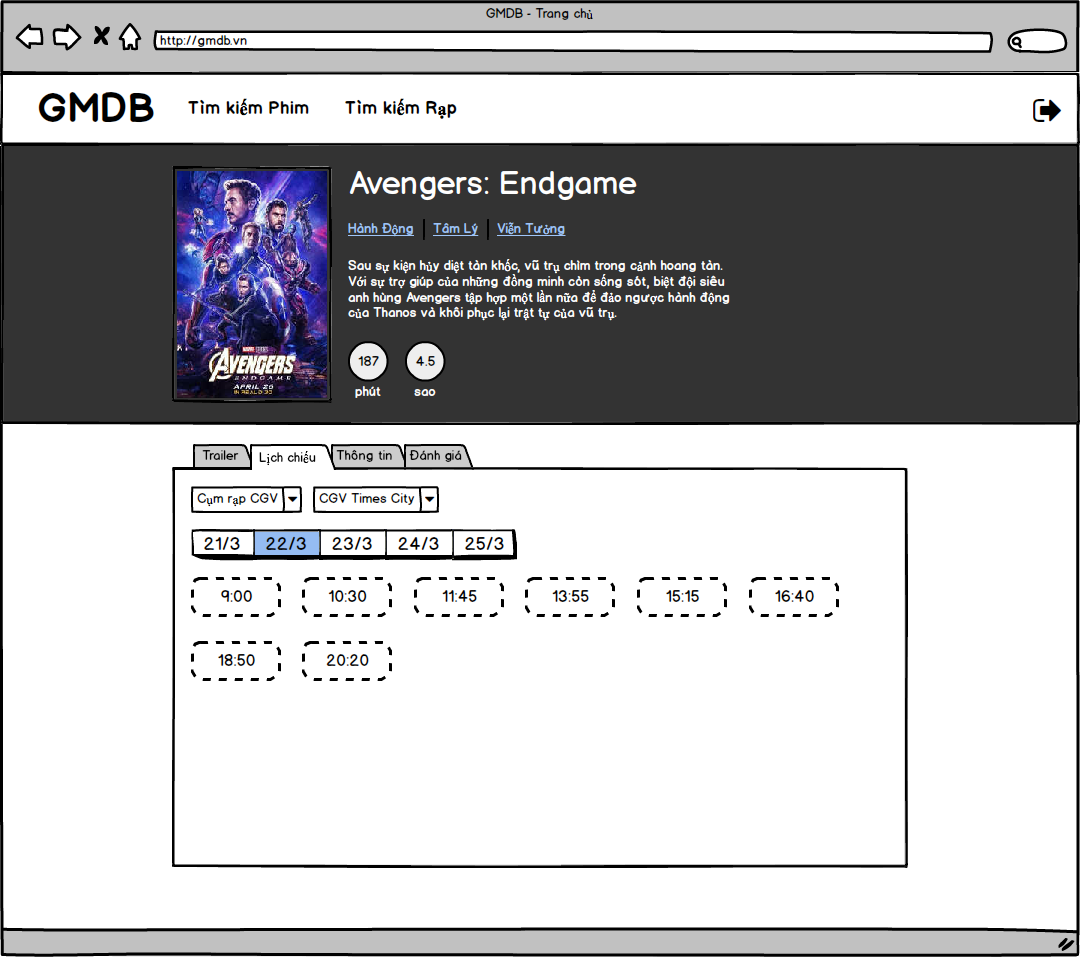 GMDB - Trang chủ
http://gmdb.vn
GMDB
Tìm kiếm Phim
Tìm kiếm Rạp
Avengers: Endgame
Hành Động
Tâm Lý
Viễn Tưởng
Sau sự kiện hủy diệt tàn khốc, vũ trụ chìm trong cảnh hoang tàn.
Với sự trợ giúp của những đồng minh còn sống sót, biệt đội siêu
anh hùng Avengers tập hợp một lần nữa để đảo ngược hành động
của Thanos và khôi phục lại trật tự của vũ trụ.
MARVEL STUDIOS
AVENGERS
ENDGAME
APRIL 26
IN REAL D 3D
187
4.5
phút
sao
Trailer
Lịch chiếu
Thông tin
Đánh giá
Cụm rạp CGV
CGV Times City
21/3
22/3
23/3
24/3
25/3
9:00
10:30
11:45
13:55
15:15
16:40
18:50
20:20